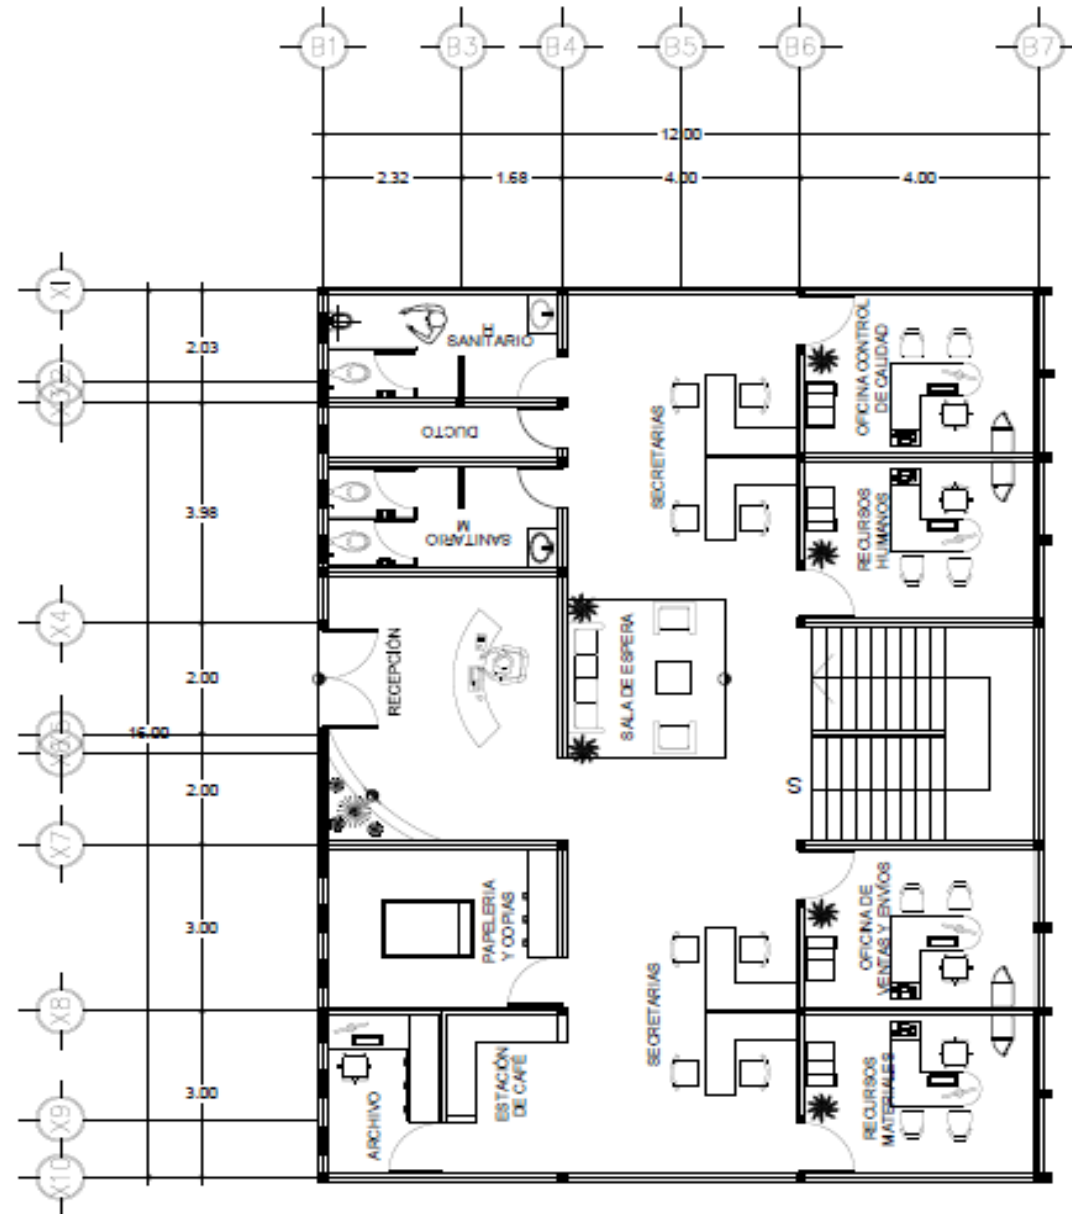 B1
B3
B4
B5
B6
B7
12.00
2.32
1.68
4.00
4.00
X1
2.03
3.98
X4
2.00
16.00
2.00
X7
3.00
X8
3.00
X9
X10
SANITARIO
H
DUCTO
SANITARIO
M
SECRETARIAS
OFICINA CONTROL
DE CALIDAD
RECURSOS
HUMANOS
RECEPCIÓN
SALA DE ESPERA
S
PAPELERIA
Y COPIAS
OFICINA DE
VENTAS Y ENVÍOS
SECRETARIAS
ARCHIVO
ESTACIÓN
DE CAFÉ
RECURSOS
MATERIALES